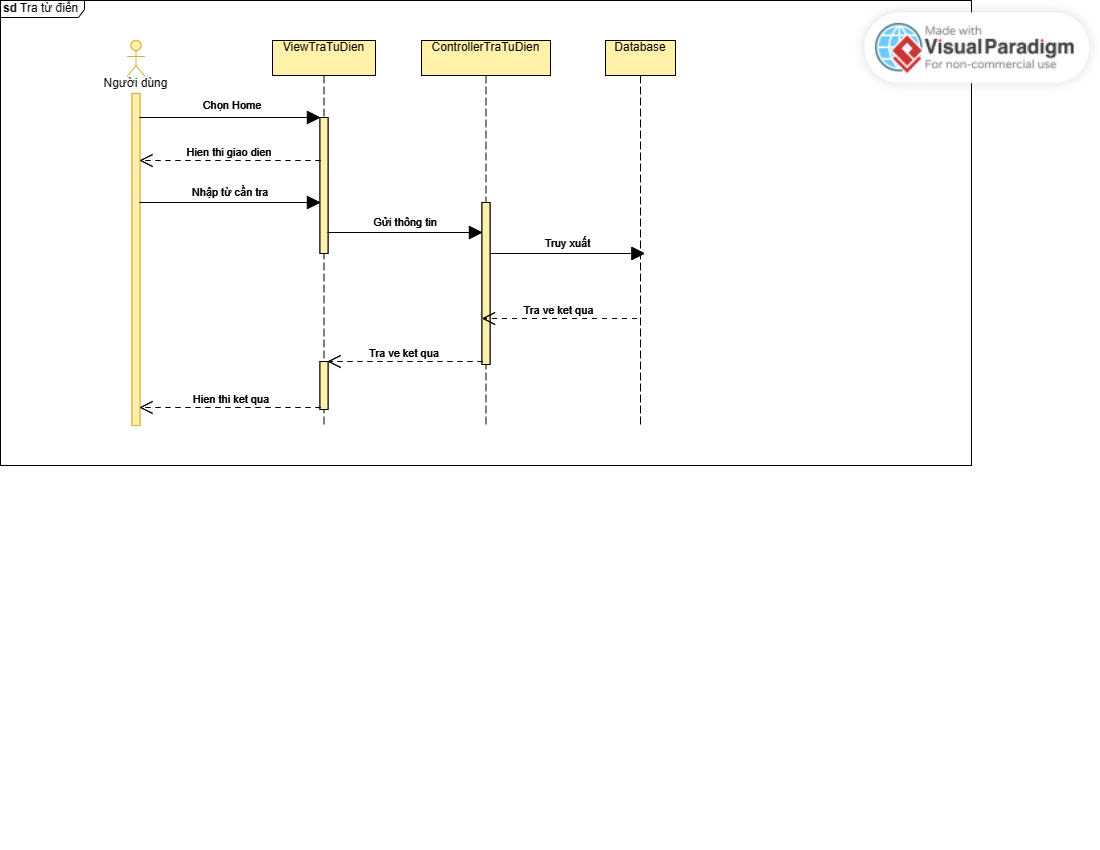 sd Tra từ điển
Made with
VisualParadigm
For non-commercial use
ViewTraTuDien
ControllerTraTuDien
Database
Người dùng
Chọn Home
Hien thi giao dien
Nhập từ cần tra
Gửi thông tin
Truy xuất
Tra ve ket qua
Tra ve ket qua
Hien thi ket qua